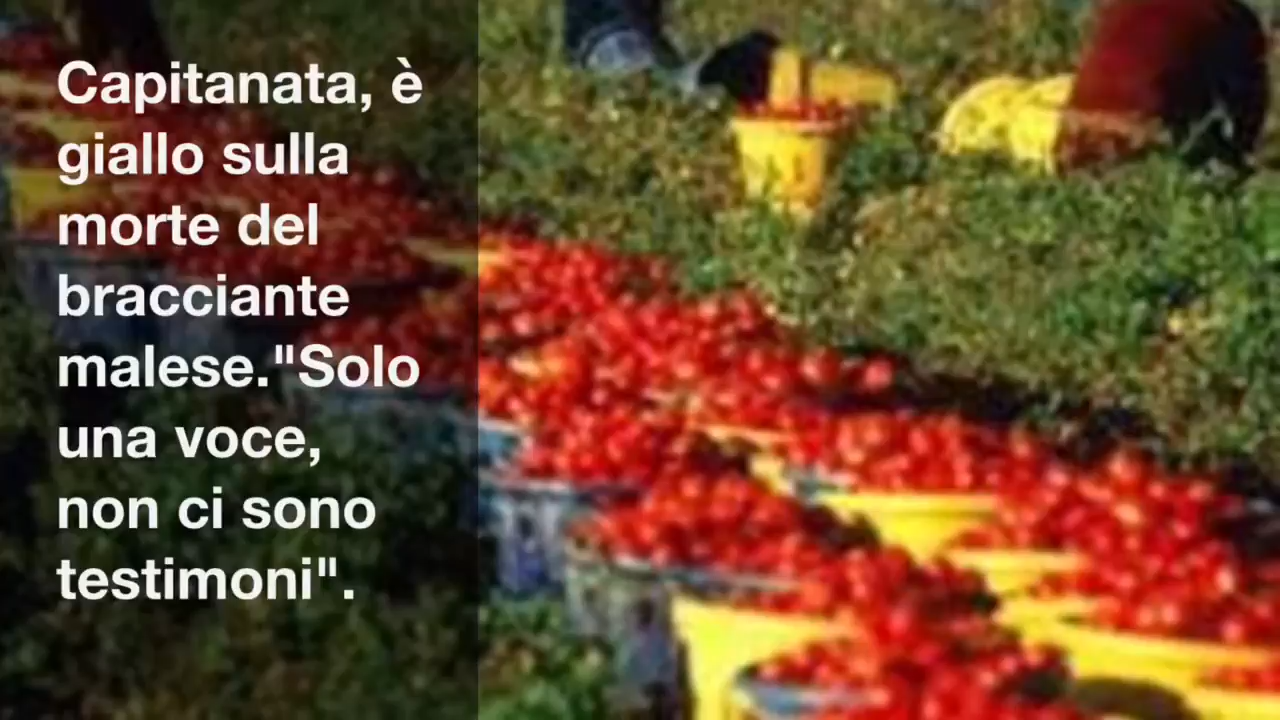 Capitanata, è
giallo sulla
morte del
bracciante
malese."Solo
una voce,
non ci sono
testimoni".